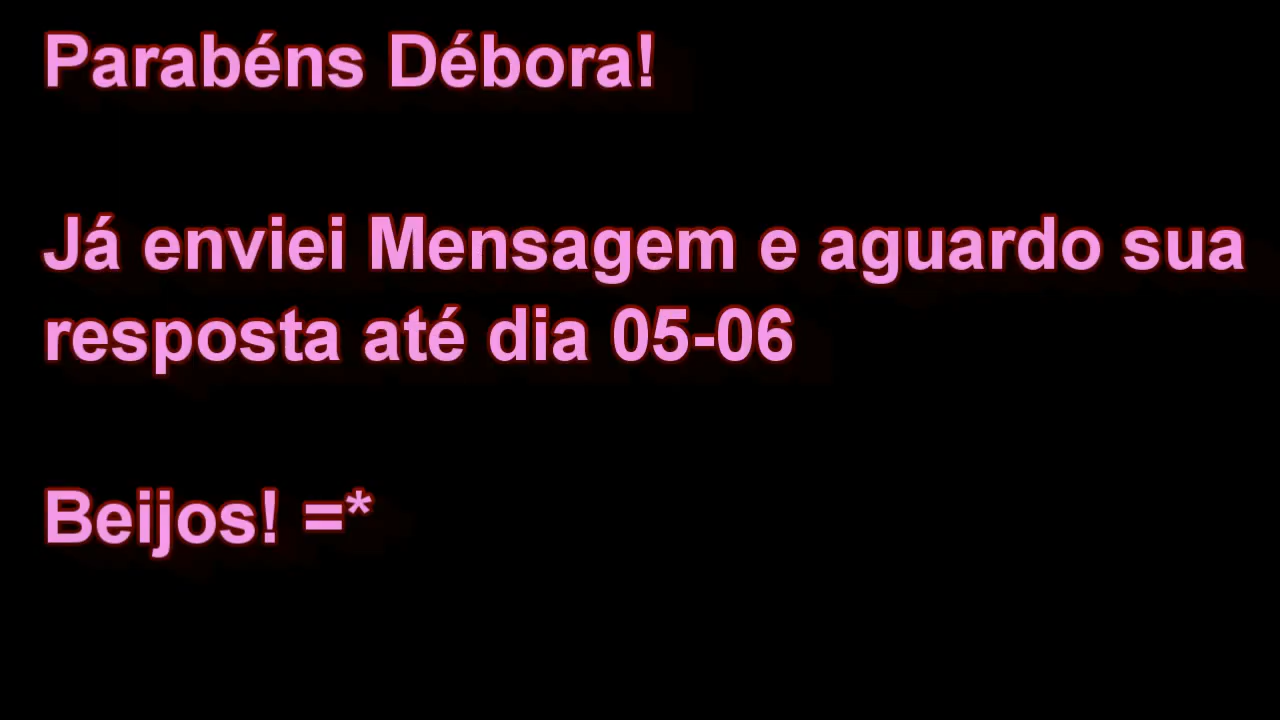 Parabéns Débora!
Já enviei Mensagem e aguardo sua
resposta até dia 05-06
Beijos! =*